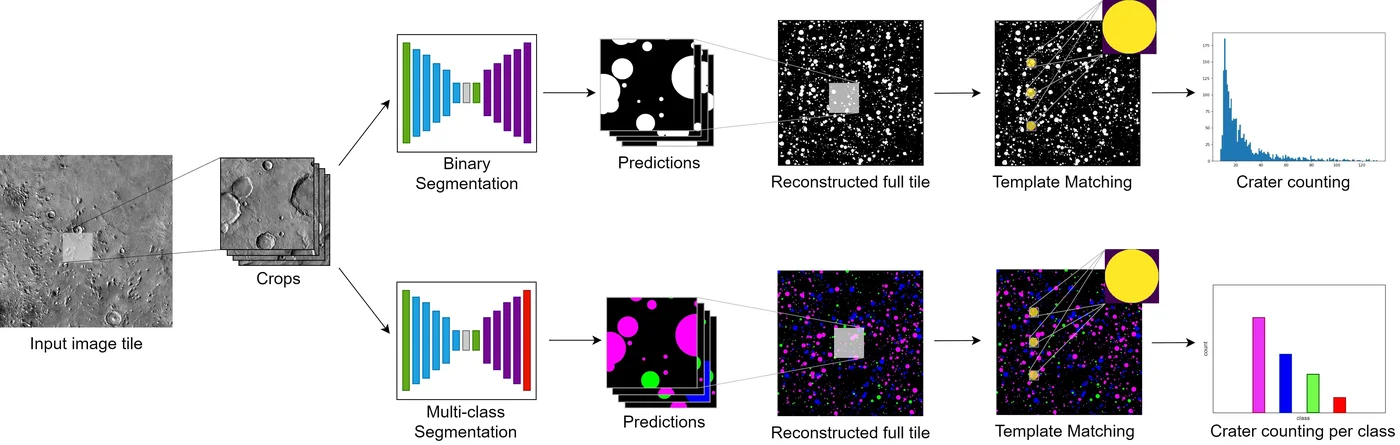 Input image tile
Crops
Binary
Segmentation
Predictions
Reconstructed full tile
Template Matching
175
150
125
100
75
50
25
0
20
40
60
80
100
120
Crater counting
Multi-class
Segmentation
Predictions
Reconstructed full tile
Template Matching
count
class
Crater counting per class